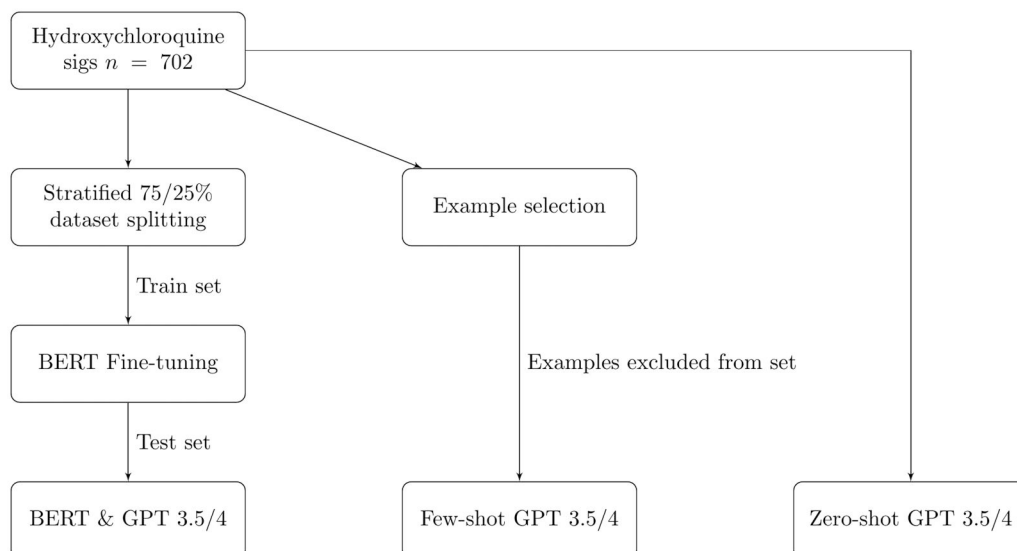 Hydroxychloroquine
sigs n = 702
Stratified 75/25%
dataset splitting
Example selection
Train set
BERT Fine-tuning
Examples excluded from set
Test set
BERT & GPT 3.5/4
Few-shot GPT 3.5/4
Zero-shot GPT 3.5/4